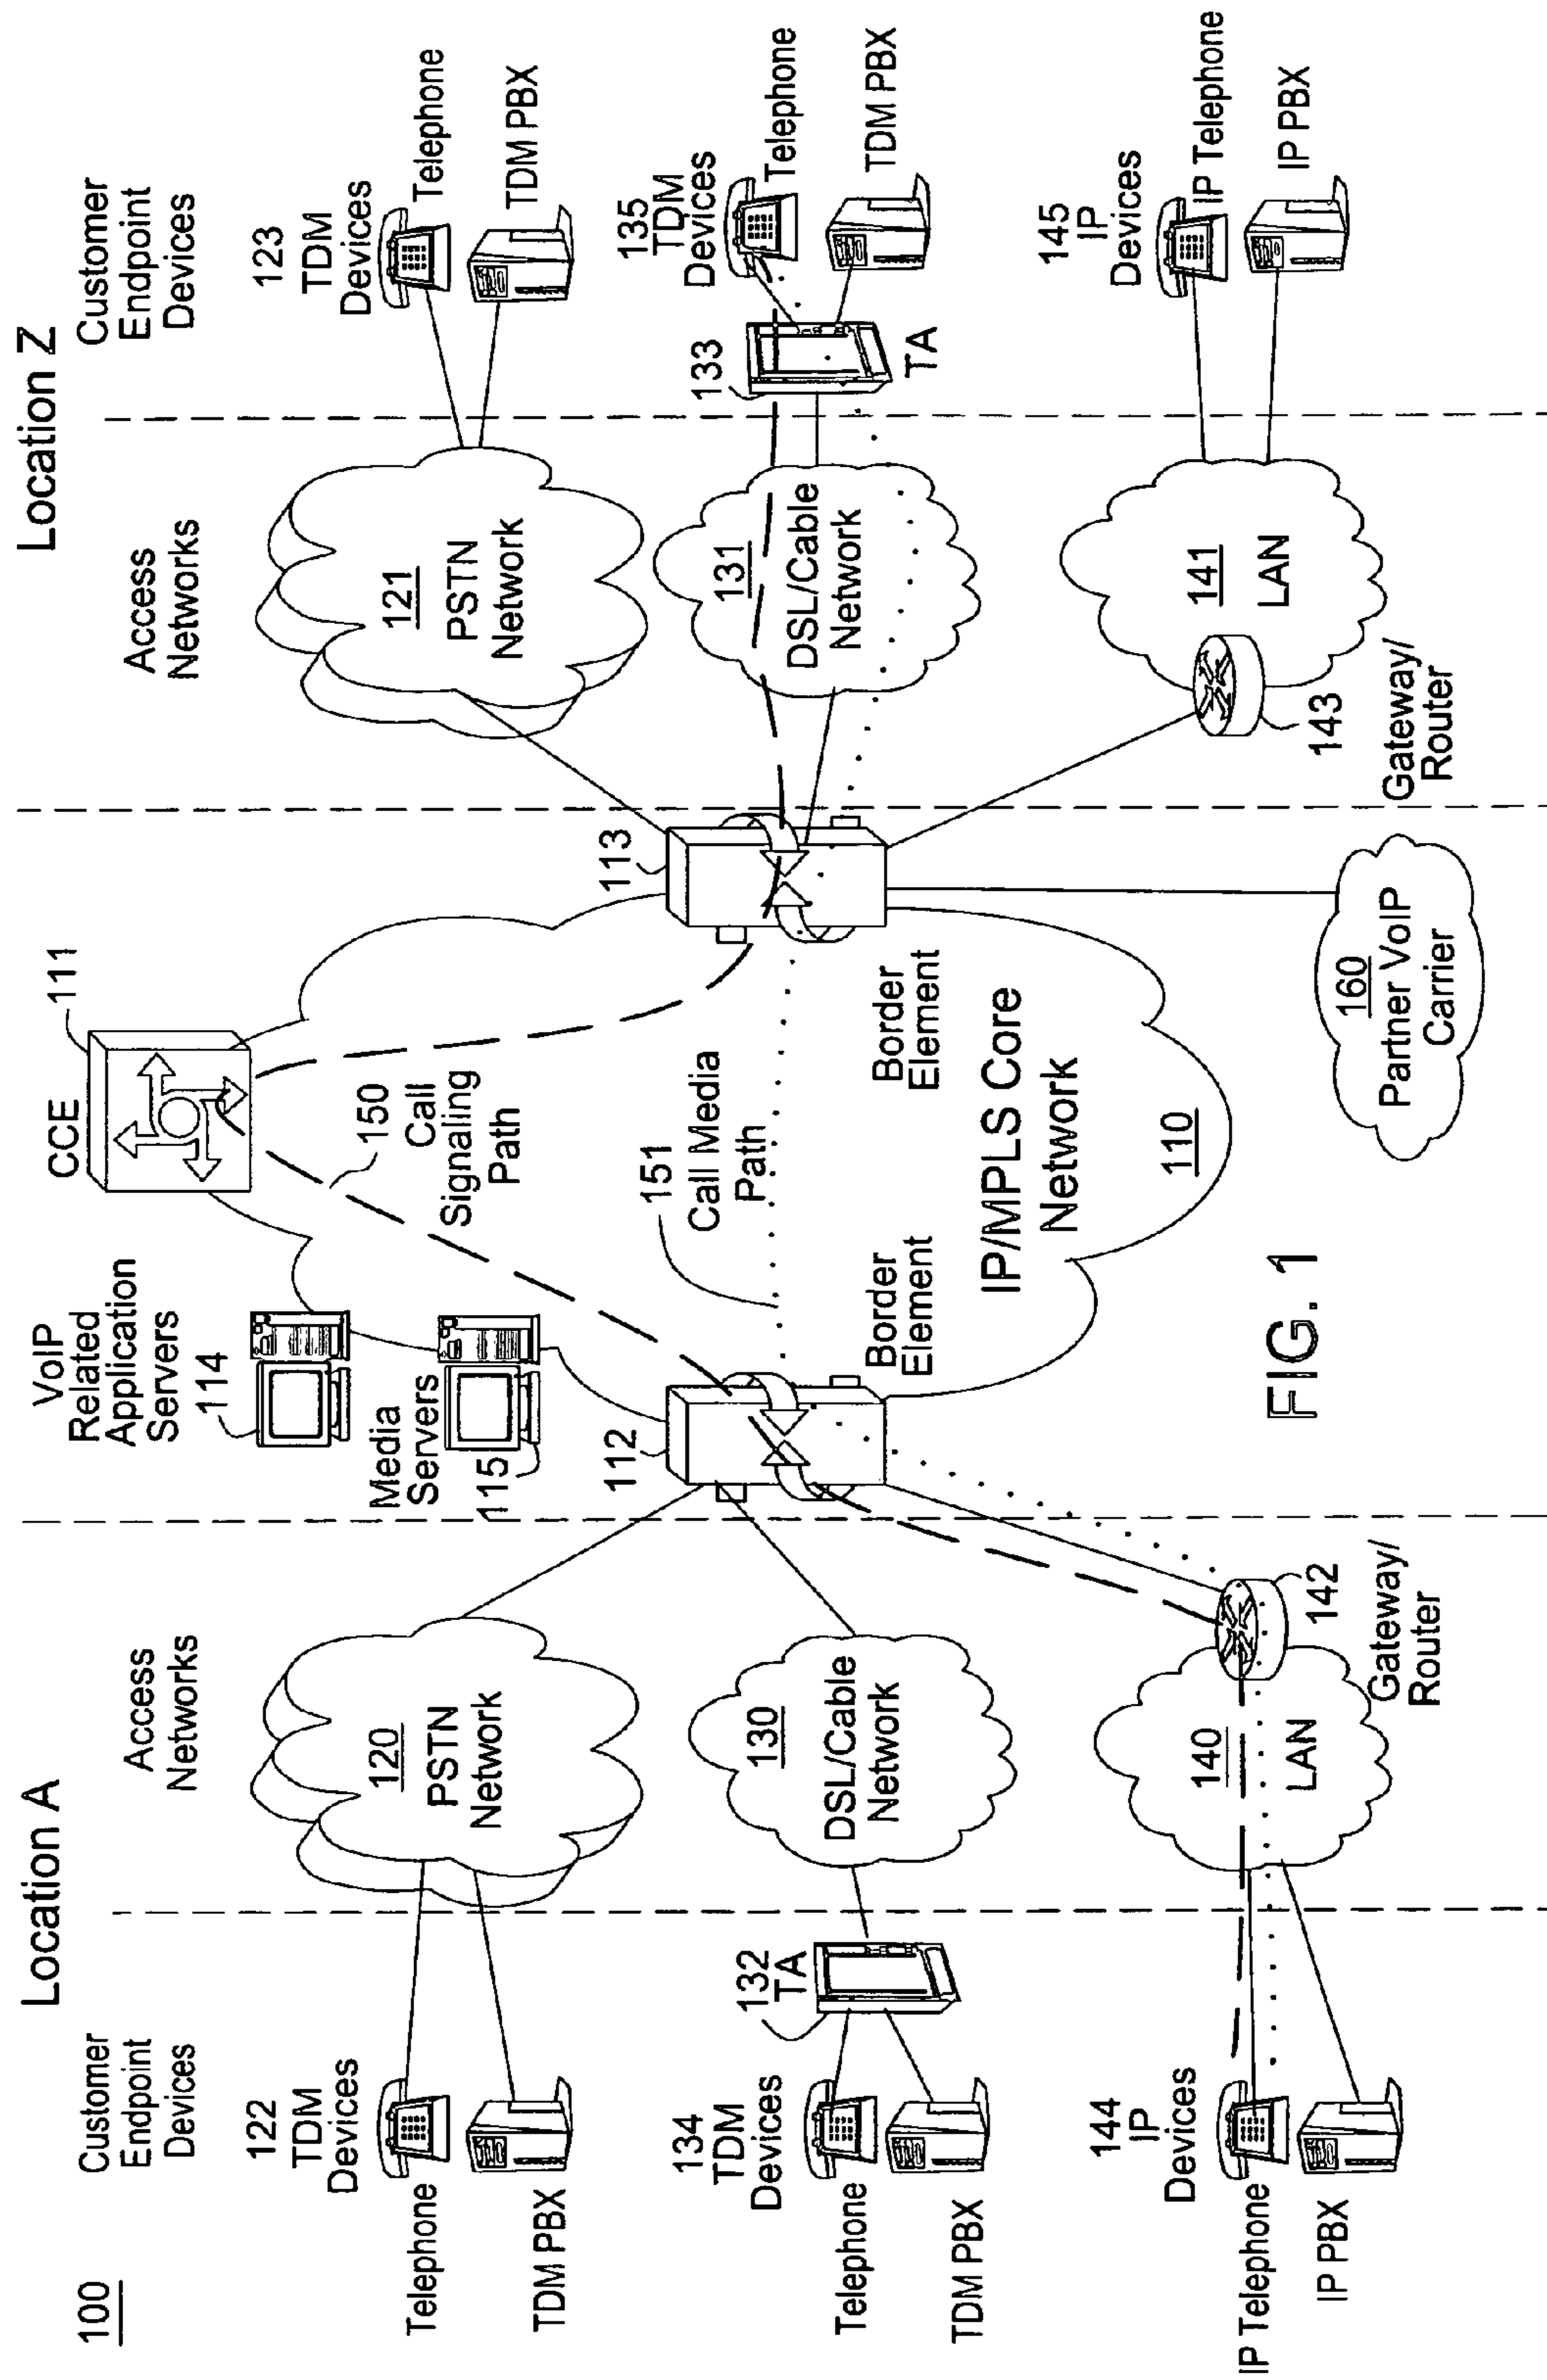 100
Location A
Location Z
Customer
Endpoint
Devices
Access
Networks
VoIP
Related
Application
Servers
114
CCE
111
Access
Networks
Customer
Endpoint
Devices
122
TDM
Devices
Telephone
TDM PBX
120
PSTN
Network
Media
Servers
115
150
Call
Signaling
Path
121
PSTN
Network
123
TDM
Devices
Telephone
TDM PBX
134
TDM
Devices
Telephone
TDM PBX
132
TA
130
DSL/Cable
Network
112
Border
Element
151
Call Media
Path
113
Border
Element
131
DSL/Cable
Network
133
TA
135
TDM
Devices
Telephone
TDM PBX
IP/MPLS Core
Network
110
144
IP
Devices
IP Telephone
IP PBX
140
LAN
142
Gateway/
Router
160
Partner VoIP
Carrier
141
LAN
143
Gateway/
Router
145
IP
Devices
IP Telephone
IP PBX
FIG. 1